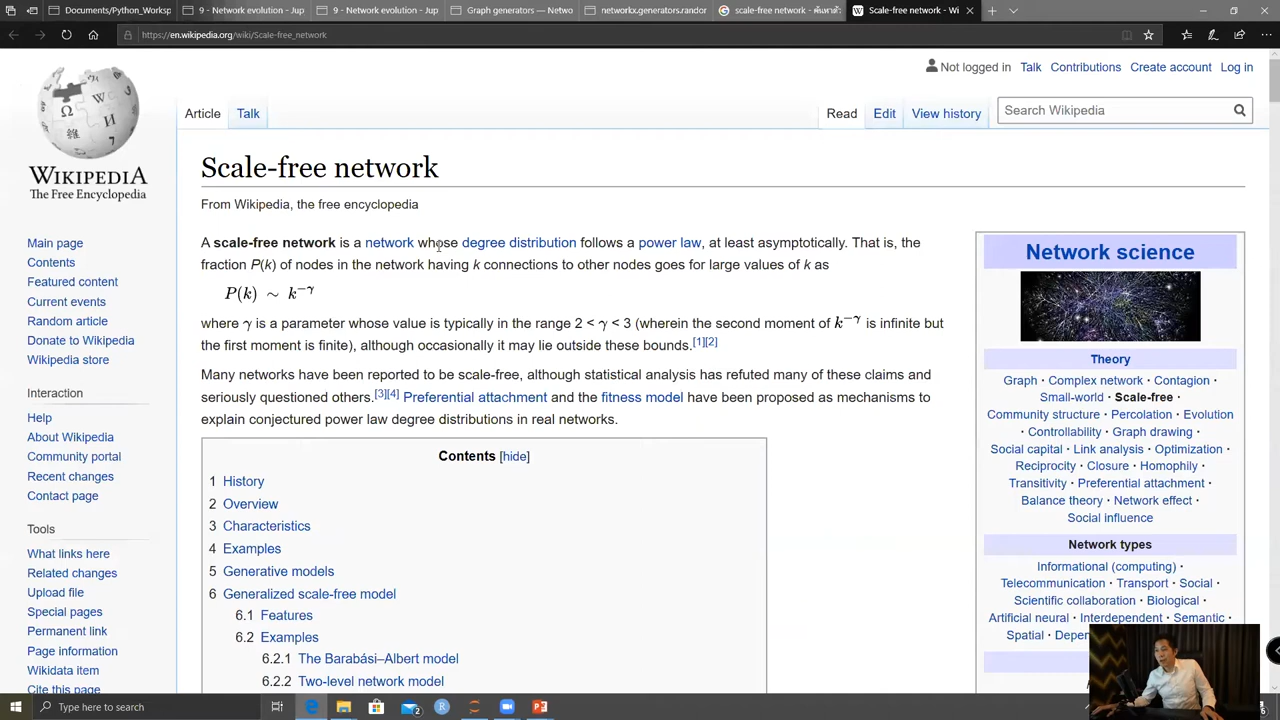 Documents/Python_Worksp
9 - Network evolution - Jup
9 - Network evolution - Jup
Graph generators — Netwo
networkx.generators.randor
scale-free network - ค้นหาด้
Scale-free network - Wi
https://en.wikipedia.org/wiki/Scale-free_network
Not logged in Talk Contributions Create account Log in
Article Talk Read Edit View history Search Wikipedia
WIKIPEDIA
The Free Encyclopedia
Main page
Contents
Featured content
Current events
Random article
Donate to Wikipedia
Wikipedia store
Interaction
Help
About Wikipedia
Community portal
Recent changes
Contact page
Tools
What links here
Related changes
Upload file
Special pages
Permanent link
Page information
Wikidata item
Cite this page
Scale-free network
From Wikipedia, the free encyclopedia
A scale-free network is a network whose degree distribution follows a power law, at least asymptotically. That is, the
fraction P(k) of nodes in the network having k connections to other nodes goes for large values of k as
P(k) ∼ k^−γ
where γ is a parameter whose value is typically in the range 2 < γ < 3 (wherein the second moment of k^−γ is infinite but
the first moment is finite), although occasionally it may lie outside these bounds.[1][2]
Many networks have been reported to be scale-free, although statistical analysis has refuted many of these claims and
seriously questioned others.[3][4] Preferential attachment and the fitness model have been proposed as mechanisms to
explain conjectured power law degree distributions in real networks.
Contents [hide]
1 History
2 Overview
3 Characteristics
4 Examples
5 Generative models
6 Generalized scale-free model
6.1 Features
6.2 Examples
6.2.1 The Barabási–Albert model
6.2.2 Two-level network model
Network science
Theory
Graph · Complex network · Contagion ·
Small-world · Scale-free ·
Community structure · Percolation · Evolution
· Controllability · Graph drawing ·
Social capital · Link analysis · Optimization ·
Reciprocity · Closure · Homophily ·
Transitivity · Preferential attachment ·
Balance theory · Network effect ·
Social influence
Network types
Informational (computing) ·
Telecommunication · Transport · Social ·
Scientific collaboration · Biological ·
Artificial neural · Interdependent · Semantic ·
Spatial ·
Type here to search